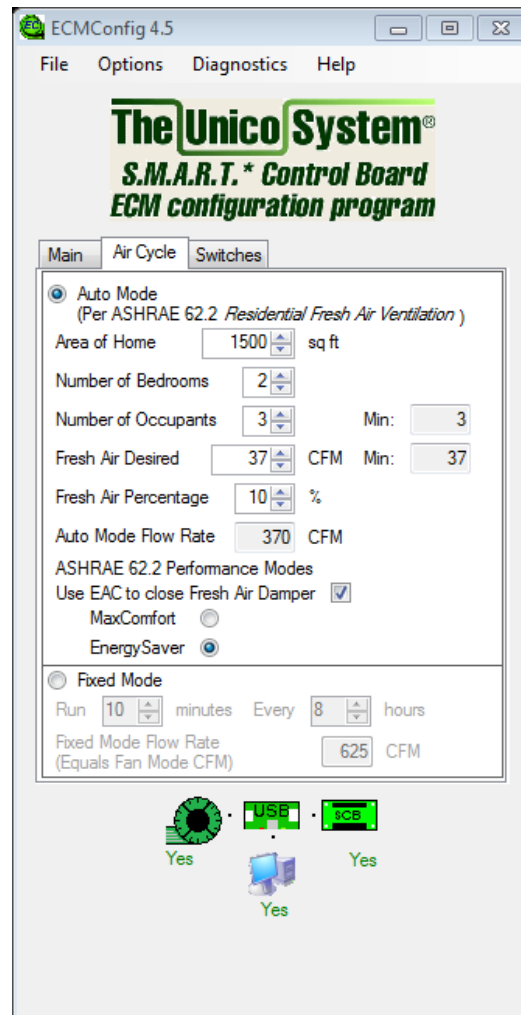 ECMConfig 4.5
File Options Diagnostics Help
The Unico System®
S.M.A.R.T.* Control Board
ECM configuration program
Main Air Cycle Switches
Auto Mode
(Per ASHRAE 62.2 Residential Fresh Air Ventilation )
Area of Home 1500 sq ft
Number of Bedrooms 2
Number of Occupants 3 Min: 3
Fresh Air Desired 37 CFM Min: 37
Fresh Air Percentage 10 %
Auto Mode Flow Rate 370 CFM
ASHRAE 62.2 Performance Modes
Use EAC to close Fresh Air Damper
MaxComfort
EnergySaver
Fixed Mode
Run 10 minutes Every 8 hours
Fixed Mode Flow Rate
(Equals Fan Mode CFM) 625 CFM
USB SCB
Yes Yes
Yes